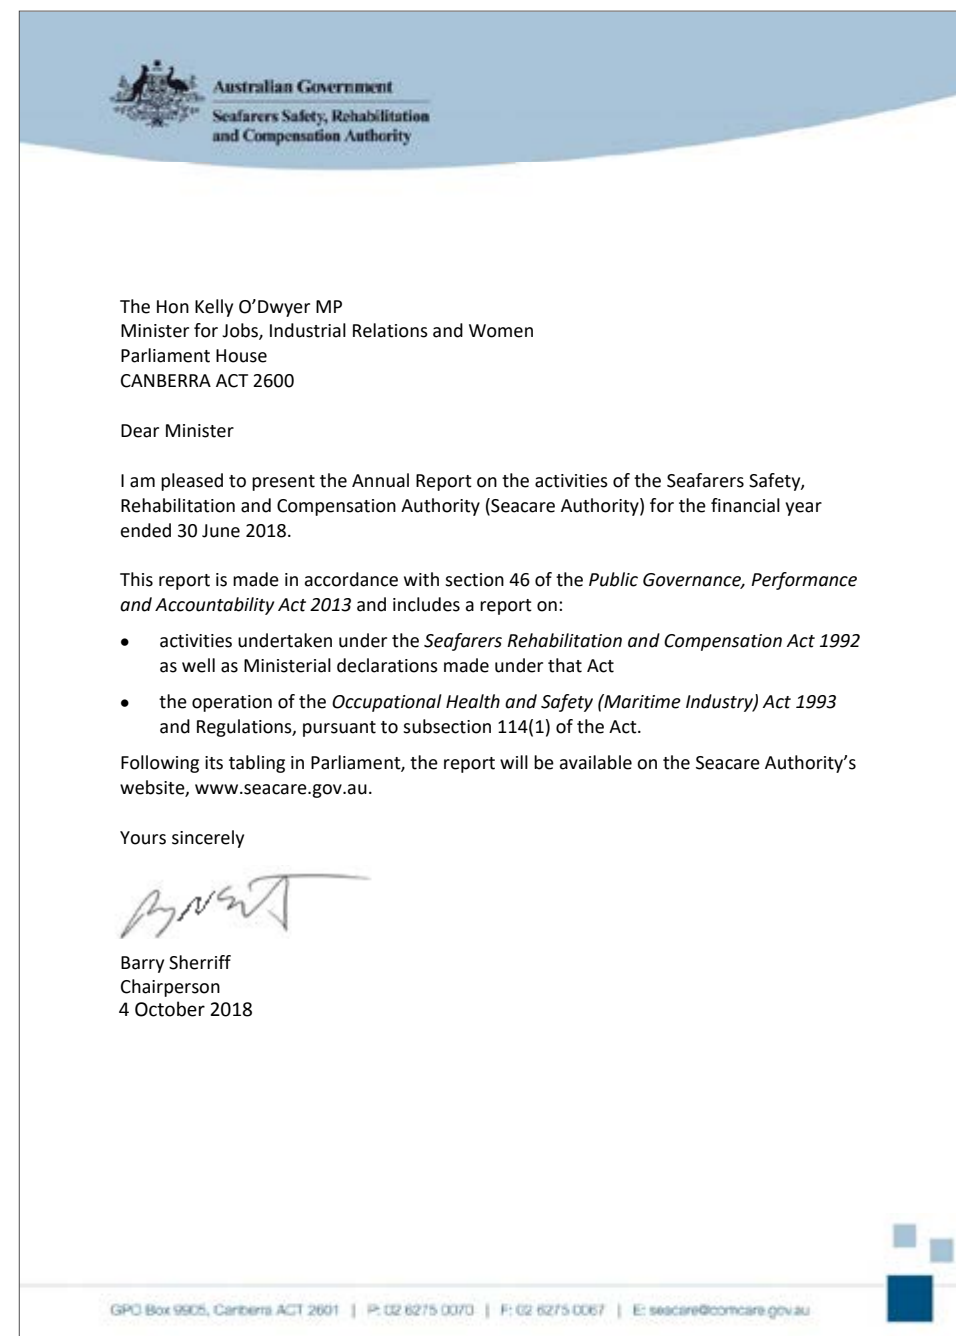 Australian Government
Seafarers Safety, Rehabilitation
and Compensation Authority
The Hon Kelly O’Dwyer MP
Minister for Jobs, Industrial Relations and Women
Parliament House
CANBERRA ACT 2600
Dear Minister
I am pleased to present the Annual Report on the activities of the Seafarers Safety,
Rehabilitation and Compensation Authority (Seacare Authority) for the financial year
ended 30 June 2018.
This report is made in accordance with section 46 of the Public Governance, Performance
and Accountability Act 2013 and includes a report on:
• activities undertaken under the Seafarers Rehabilitation and Compensation Act 1992
as well as Ministerial declarations made under that Act
• the operation of the Occupational Health and Safety (Maritime Industry) Act 1993
and Regulations, pursuant to subsection 114(1) of the Act.
Following its tabling in Parliament, the report will be available on the Seacare Authority’s
website, www.seacare.gov.au.
Yours sincerely
Barry Sherriff
Chairperson
4 October 2018
GPO Box 9905, Canberra ACT 2601 | P: 02 6275 0070 | F: 02 6275 0067 | E: seacare@comcare.gov.au